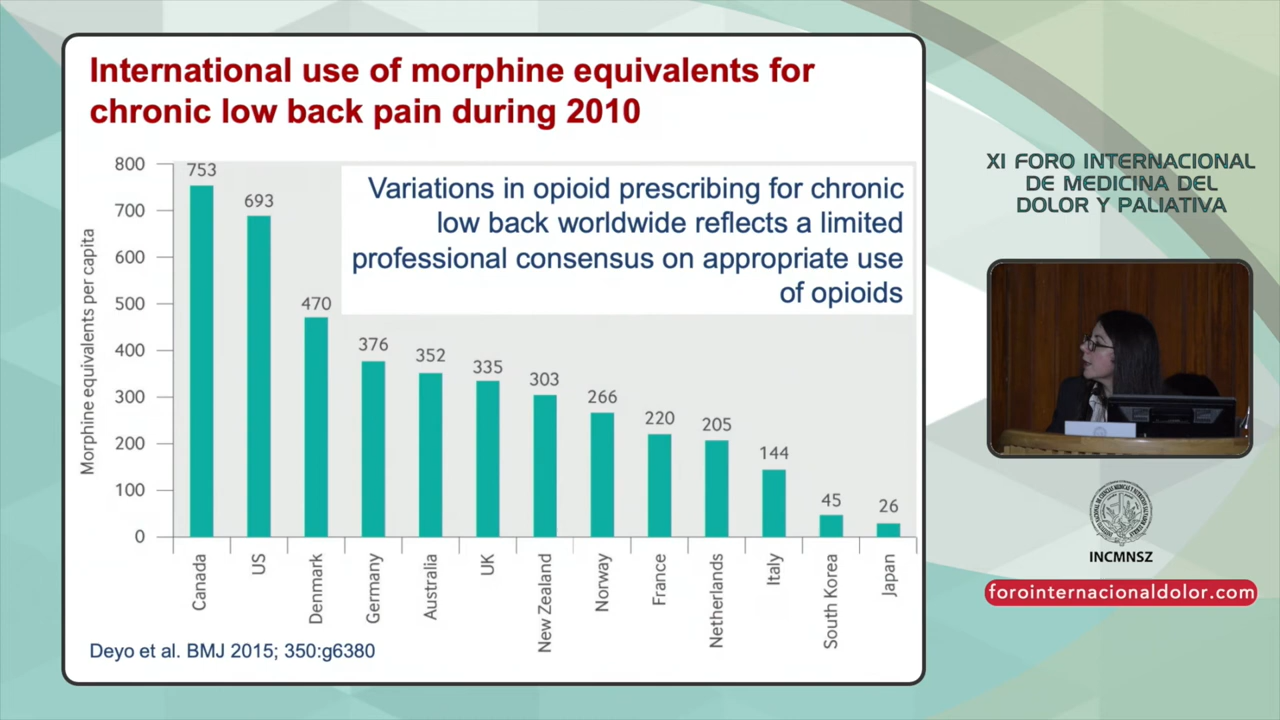 International use of morphine equivalents for
chronic low back pain during 2010
Variations in opioid prescribing for chronic
low back worldwide reflects a limited
professional consensus on appropriate use
of opioids
Morphine equivalents per capita
800
700
600
500
400
300
200
100
0
753
693
470
376
352
335
303
266
220
205
144
45
26
Canada
US
Denmark
Germany
Australia
UK
New Zealand
Norway
France
Netherlands
Italy
South Korea
Japan
Deyo et al. BMJ 2015; 350:g6380
XI FORO INTERNACIONAL
DE MEDICINA DEL
DOLOR Y PALIATIVA
INCMNSZ
forointernacionaldolor.com